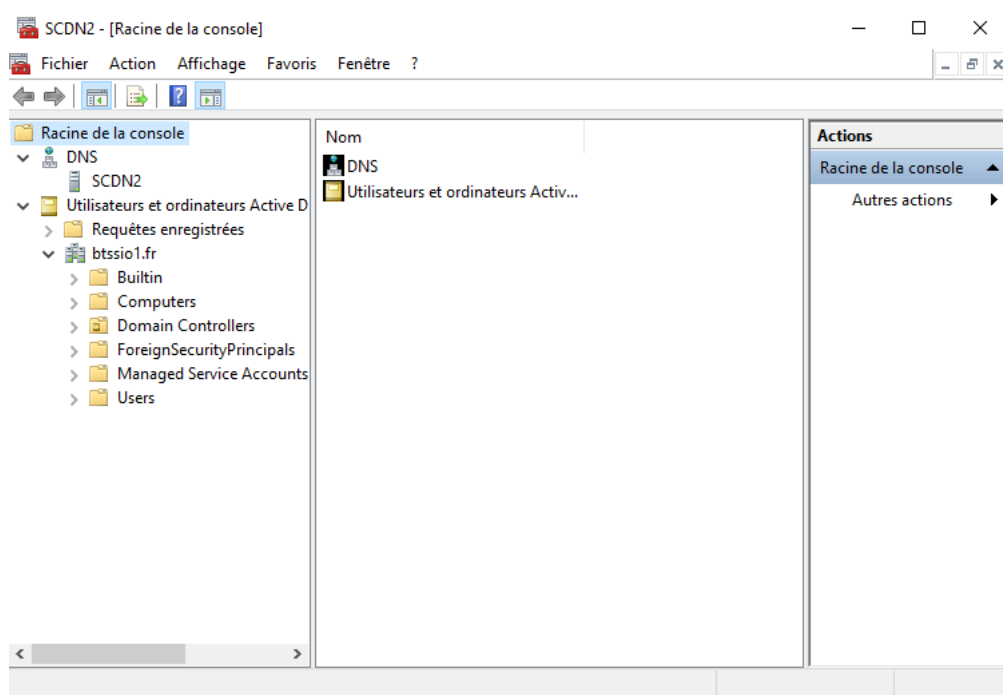 SCDN2 - [Racine de la console]
Fichier Action Affichage Favoris Fenêtre ?
Racine de la console
DNS
SCDN2
Utilisateurs et ordinateurs Active D
Requêtes enregistrées
btssio1.fr
Builtin
Computers
Domain Controllers
ForeignSecurityPrincipals
Managed Service Accounts
Users
Nom
DNS
Utilisateurs et ordinateurs Activ...
Actions
Racine de la console
Autres actions